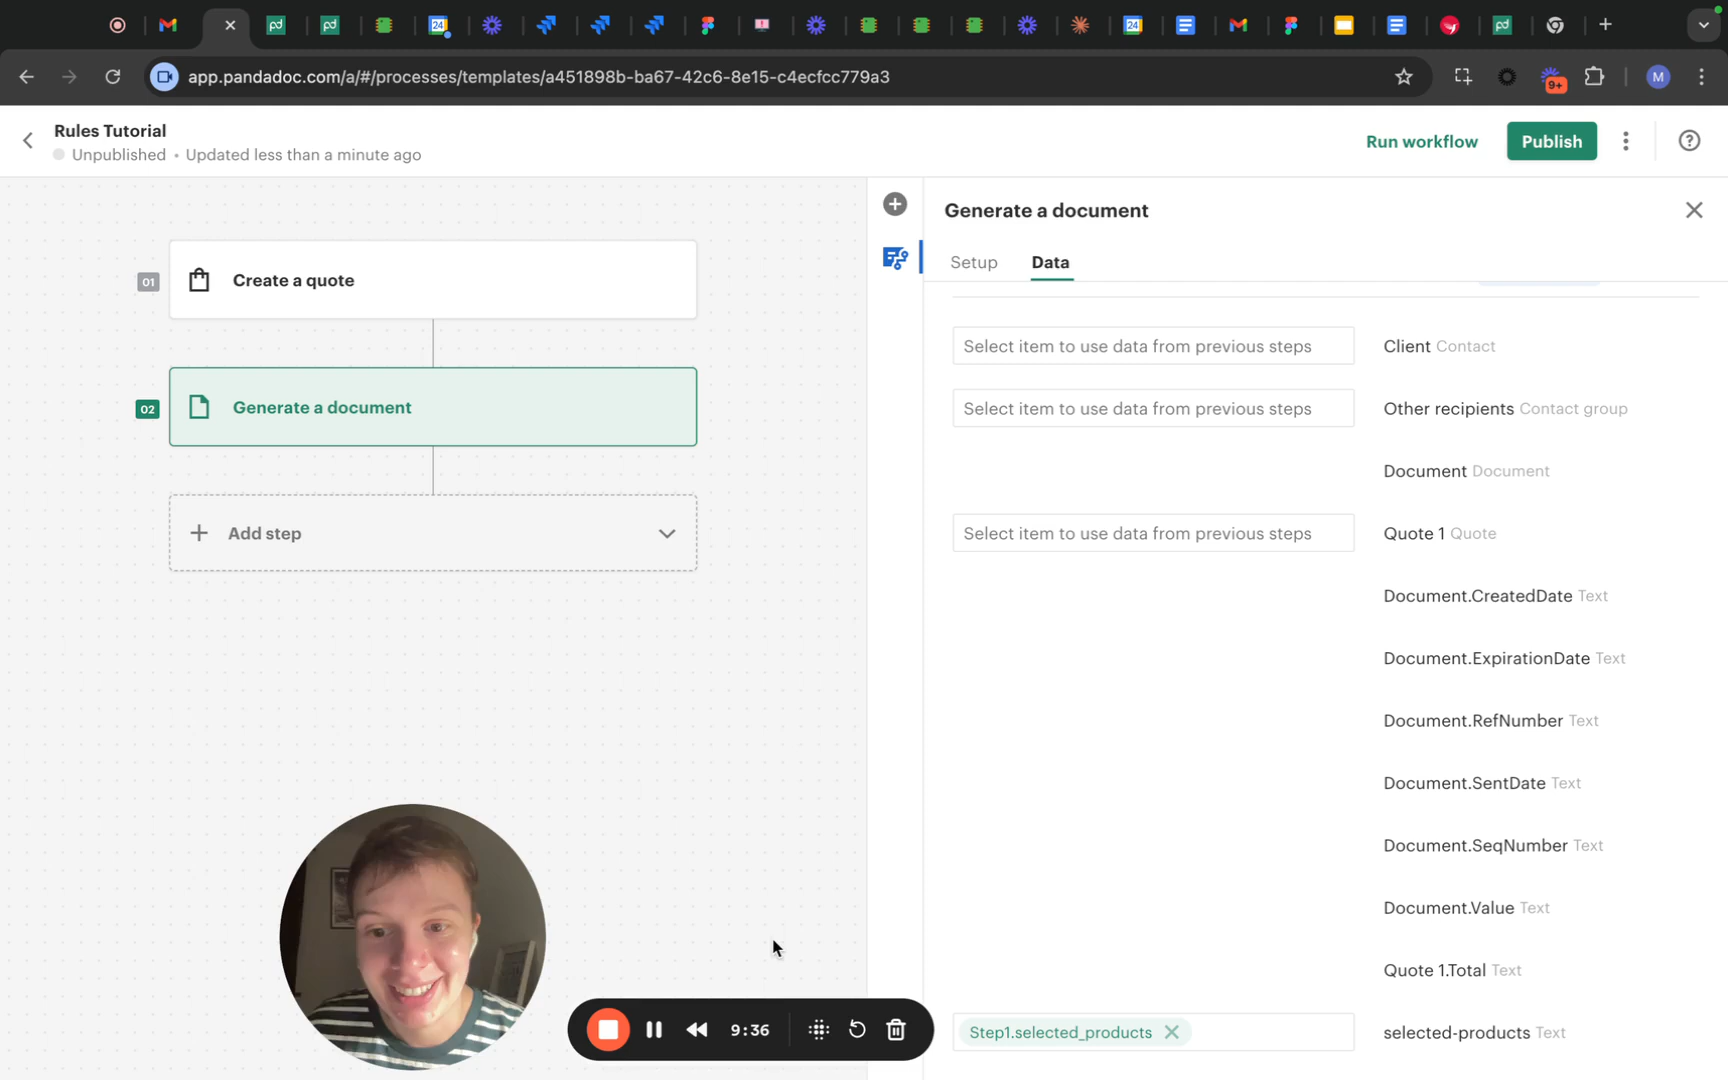 24
24
app.pandadoc.com/a/#/processes/templates/a451898b-ba67-42c6-8e15-c4ecfcc779a3
9+
M
Rules Tutorial
Unpublished • Updated less than a minute ago
Run workflow
Publish
01
Create a quote
02
Generate a document
Add step
Generate a document
Setup
Data
Select item to use data from previous steps
Client Contact
Select item to use data from previous steps
Other recipients Contact group
Document Document
Select item to use data from previous steps
Quote 1 Quote
Document.CreatedDate Text
Document.ExpirationDate Text
Document.RefNumber Text
Document.SentDate Text
Document.SeqNumber Text
Document.Value Text
Quote 1.Total Text
Step1.selected_products
selected-products Text
9:36